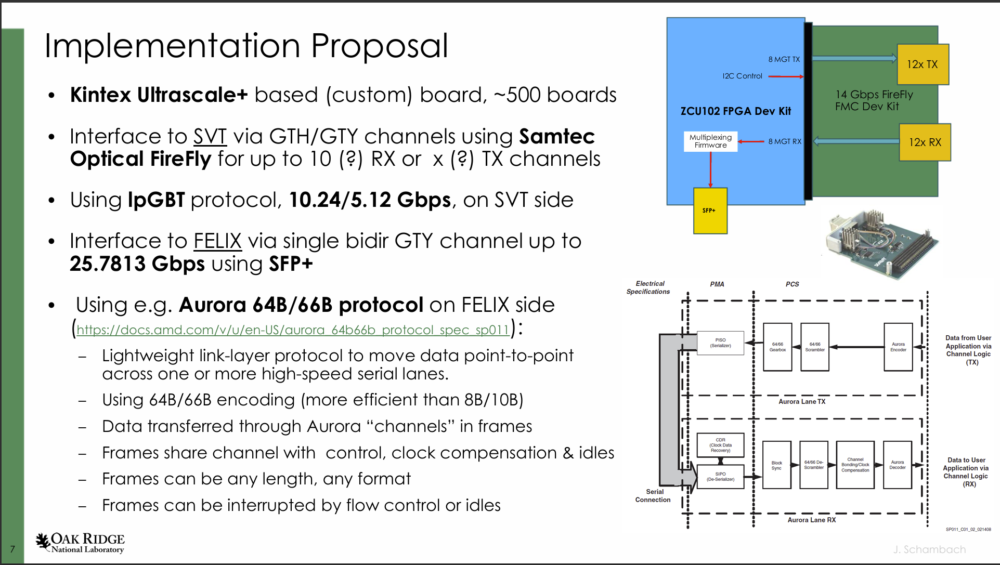 Implementation Proposal
• Kintex Ultrascale+ based (custom) board, ~500 boards
• Interface to SVT via GTH/GTY channels using Samtec
Optical FireFly for up to 10 (?) RX or  x (?) TX channels
• Using lpGBT protocol, 10.24/5.12 Gbps, on SVT side
• Interface to FELIX via single bidir GTY channel up to
25.7813 Gbps using SFP+
• Using e.g. Aurora 64B/66B protocol on FELIX side
(https://docs.amd.com/v/u/en-US/aurora_64b66b_protocol_spec_sp011):
– Lightweight link-layer protocol to move data point-to-point
across one or more high-speed serial lanes.
– Using 64B/66B encoding (more efficient than 8B/10B)
– Data transferred through Aurora “channels” in frames
– Frames share channel with  control, clock compensation & idles
– Frames can be any length, any format
– Frames can be interrupted by flow control or idles
8 MGT TX
I2C Control
ZCU102 FPGA Dev Kit
Multiplexing
Firmware
8 MGT RX
SFP+
12x TX
14 Gbps FireFly
FMC Dev Kit
12x RX
Electrical
Specifications
PMA
PCS
PISO
(Serializer)
64/66
Gearbox
64/66
Scrambler
Aurora
Encoder
Data from User
Application via
Channel Logic
(TX)
Aurora Lane TX
CDR
(Clock Data
Recovery)
SIPO
(De-Serializer)
Block
Sync
64/66 De-
Scrambler
Channel
Bonding/Clock
Compensation
Aurora
Decoder
Data to User
Application via
Channel Logic
(RX)
Serial
Connection
Aurora Lane RX
SP011_C01_02_021408
7
OAK RIDGE
National Laboratory
J. Schambach